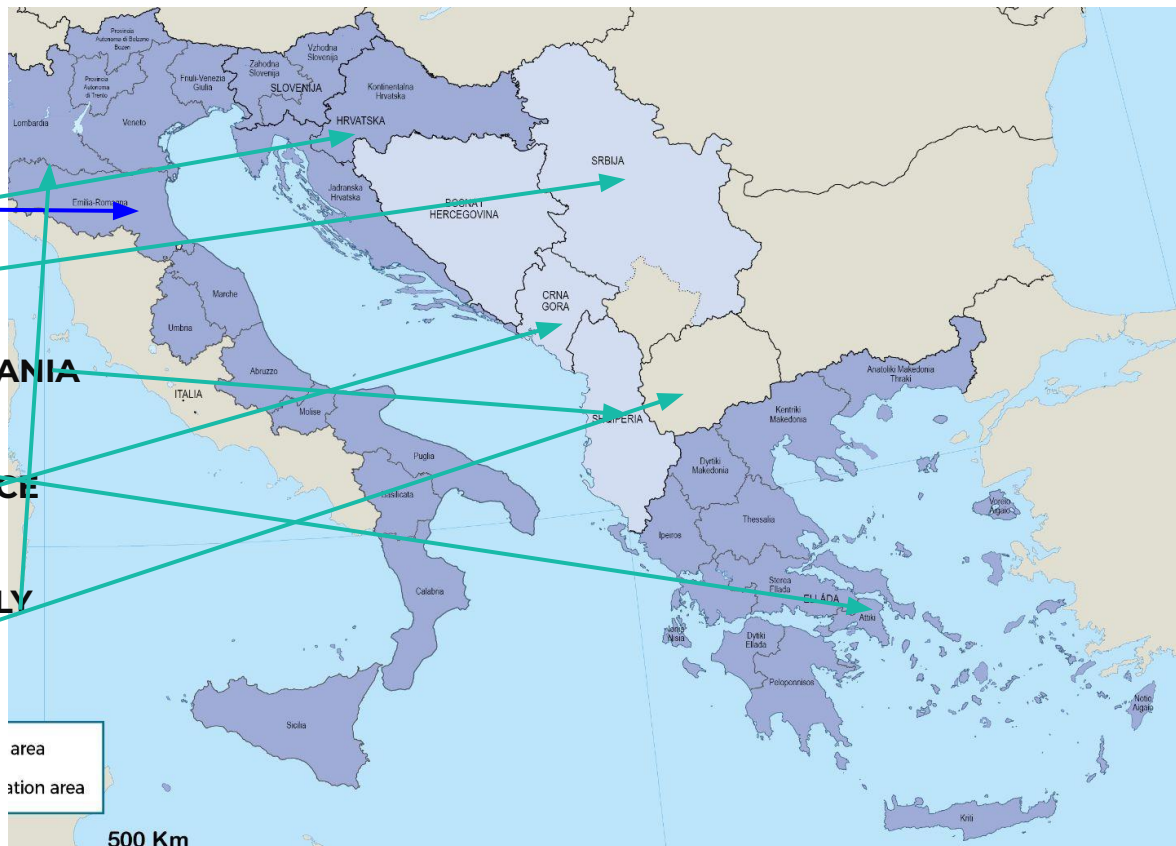 Provincia
Autonoma di Bolzano
Bozen
Vzhodna
Slovenija
Zahodna
Slovenija
Friuli-Venezia
Giulia
Provincia
Autonoma
di Trento
SLOVENIJA
Kontinentalna
Hrvatska
Lombardia
Veneto
HRVATSKA
SRBIJA
Jadranska
Hrvatska
Emilia-Romagna
BOSNA I
HERCEGOVINA
Marche
CRNA
GORA
Umbria
ANIA
Abruzzo
Anatoliki Makedonia
Thraki
ITALIA
Molise
SHQIPERIA
Kentriki
Makedonia
Puglia
Dyrtiki
Makedonia
CE
Basilicata
Voreio
Aigaio
Thessalia
Ipeiros
Sterea
Ellada
Calabria
LY
ELLÁDA
Attiki
Ionia
Nisia
Dytiki
Ellada
Peloponnisos
Notio
Aigaio
Sicilia
area
ation area
Kriti
500 Km